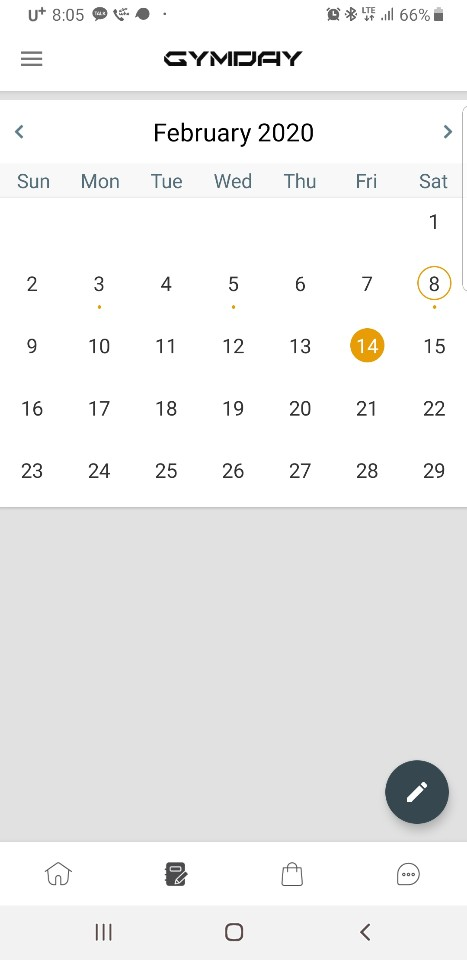 U+ 8:05 LTE 66%
GYMDAY
February 2020
Sun Mon Tue Wed Thu Fri Sat
1
2 3 4 5 6 7 8
9 10 11 12 13 14 15
16 17 18 19 20 21 22
23 24 25 26 27 28 29